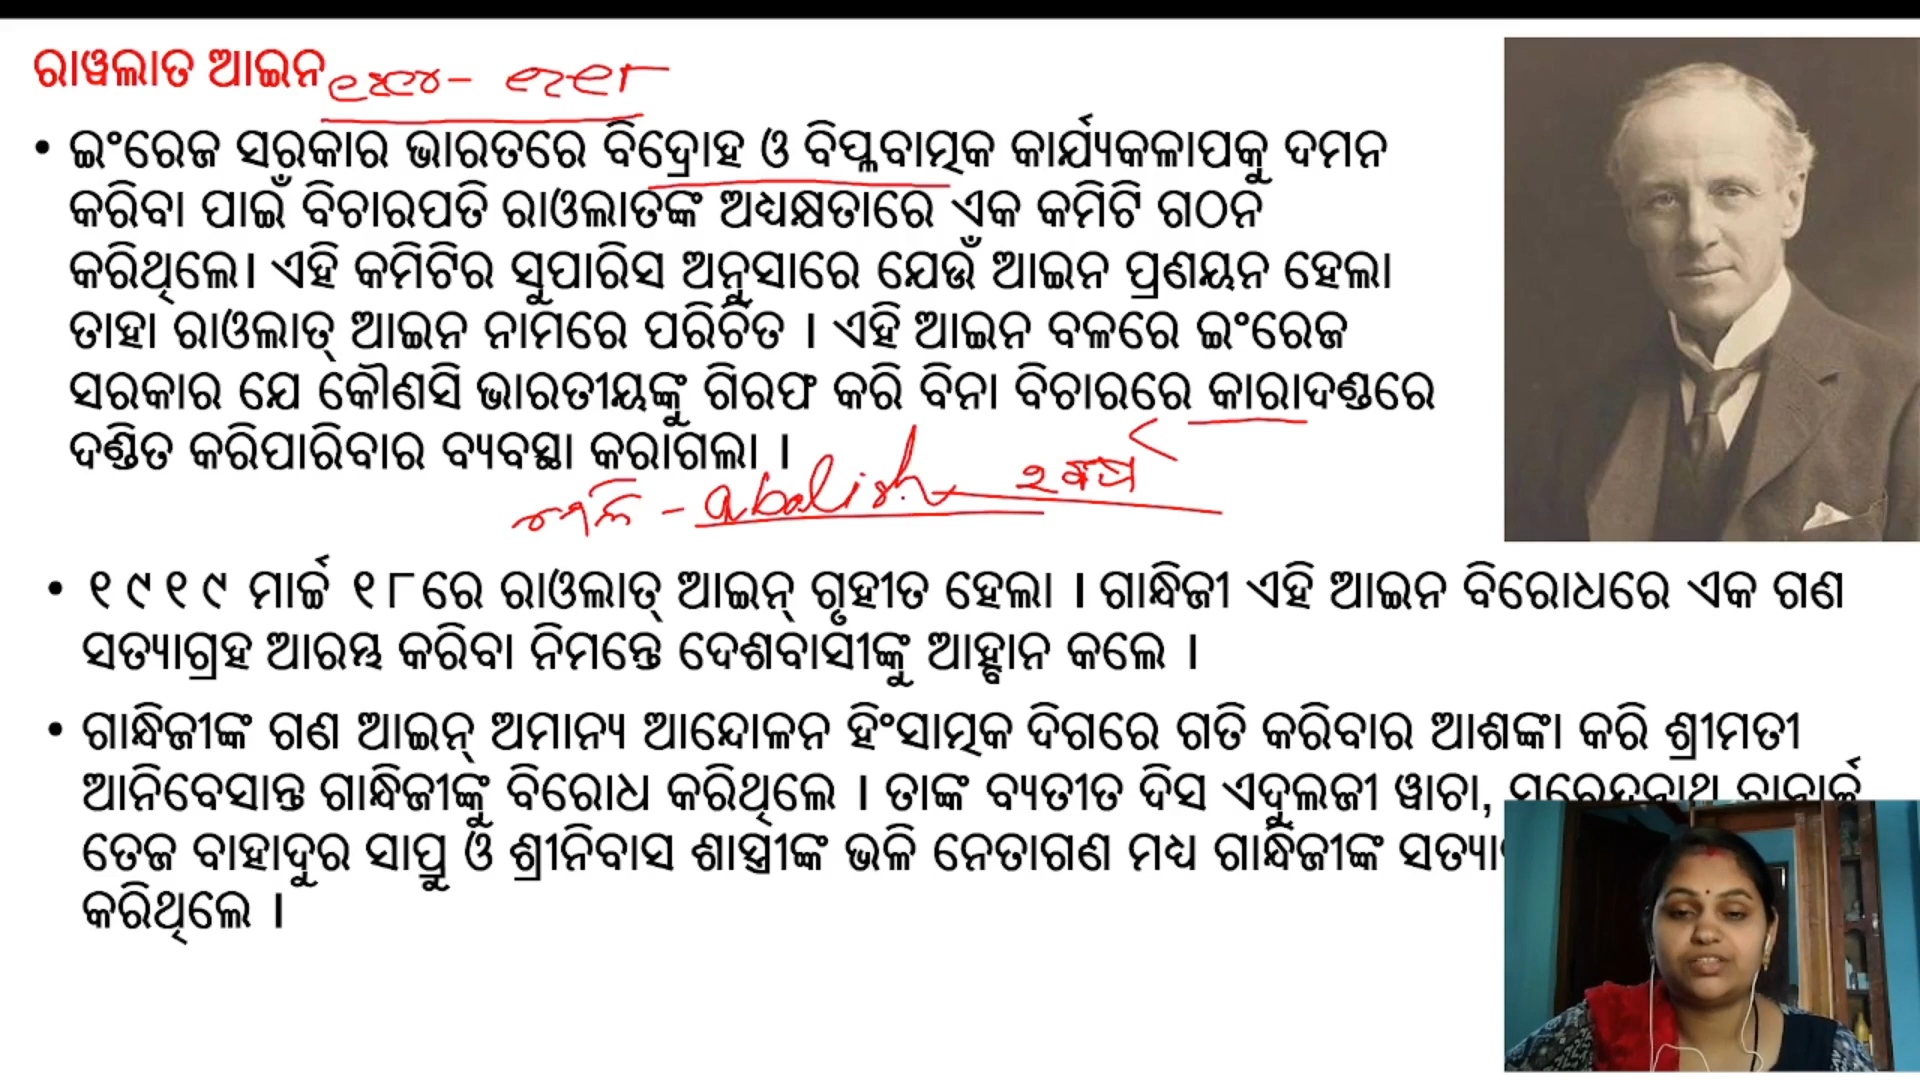 ରାୱଲାତ ଆଇନ
• ଇଂରେଜ ସରକାର ଭାରତରେ ବିଦ୍ରୋହ ଓ ବିପ୍ଳବାତ୍ମକ କାର୍ଯ୍ୟକଳାପକୁ ଦମନ
କରିବା ପାଇଁ ବିଚାରପତି ରାଓଲାତଙ୍କ ଅଧ୍ୟକ୍ଷତାରେ ଏକ କମିଟି ଗଠନ
କରିଥିଲେ। ଏହି କମିଟିର ସୁପାରିସ ଅନୁସାରେ ଯେଉଁ ଆଇନ ପ୍ରଣୟନ ହେଲା
ତାହା ରାଓଲାତ୍ ଆଇନ ନାମରେ ପରିଚିତ । ଏହି ଆଇନ ବଳରେ ଇଂରେଜ
ସରକାର ଯେ କୌଣସି ଭାରତୀୟଙ୍କୁ ଗିରଫ କରି ବିନା ବିଚାରରେ କାରାଦଣ୍ଡରେ
ଦଣ୍ଡିତ କରିପାରିବାର ବ୍ୟବସ୍ଥା କରାଗଲା ।
- abolish ୨ ବର୍ଷ
• ୧୯୧୯ ମାର୍ଚ୍ଚ ୧୮ରେ ରାଓଲାତ୍ ଆଇନ୍ ଗୃହୀତ ହେଲା । ଗାନ୍ଧିଜୀ ଏହି ଆଇନ ବିରୋଧରେ ଏକ ଗଣ
ସତ୍ୟାଗ୍ରହ ଆରମ୍ଭ କରିବା ନିମନ୍ତେ ଦେଶବାସୀଙ୍କୁ ଆହ୍ବାନ କଲେ ।
• ଗାନ୍ଧିଜୀଙ୍କ ଗଣ ଆଇନ୍ ଅମାନ୍ୟ ଆନ୍ଦୋଳନ ହିଂସାତ୍ମକ ଦିଗରେ ଗତି କରିବାର ଆଶଙ୍କା କରି ଶ୍ରୀମତୀ
ଆନିବେସାନ୍ତ ଗାନ୍ଧିଜୀଙ୍କୁ ବିରୋଧ କରିଥିଲେ । ତାଙ୍କ ବ୍ୟତୀତ ଦିସ ଏଦୁଲଜୀ ୱାଚା,
ତେଜ ବାହାଦୁର ସାପ୍ରୁ ଓ ଶ୍ରୀନିବାସ ଶାସ୍ତ୍ରୀଙ୍କ ଭଳି ନେତାଗଣ ମଧ୍ୟ ଗାନ୍ଧିଜୀଙ୍କ
କରିଥିଲେ ।